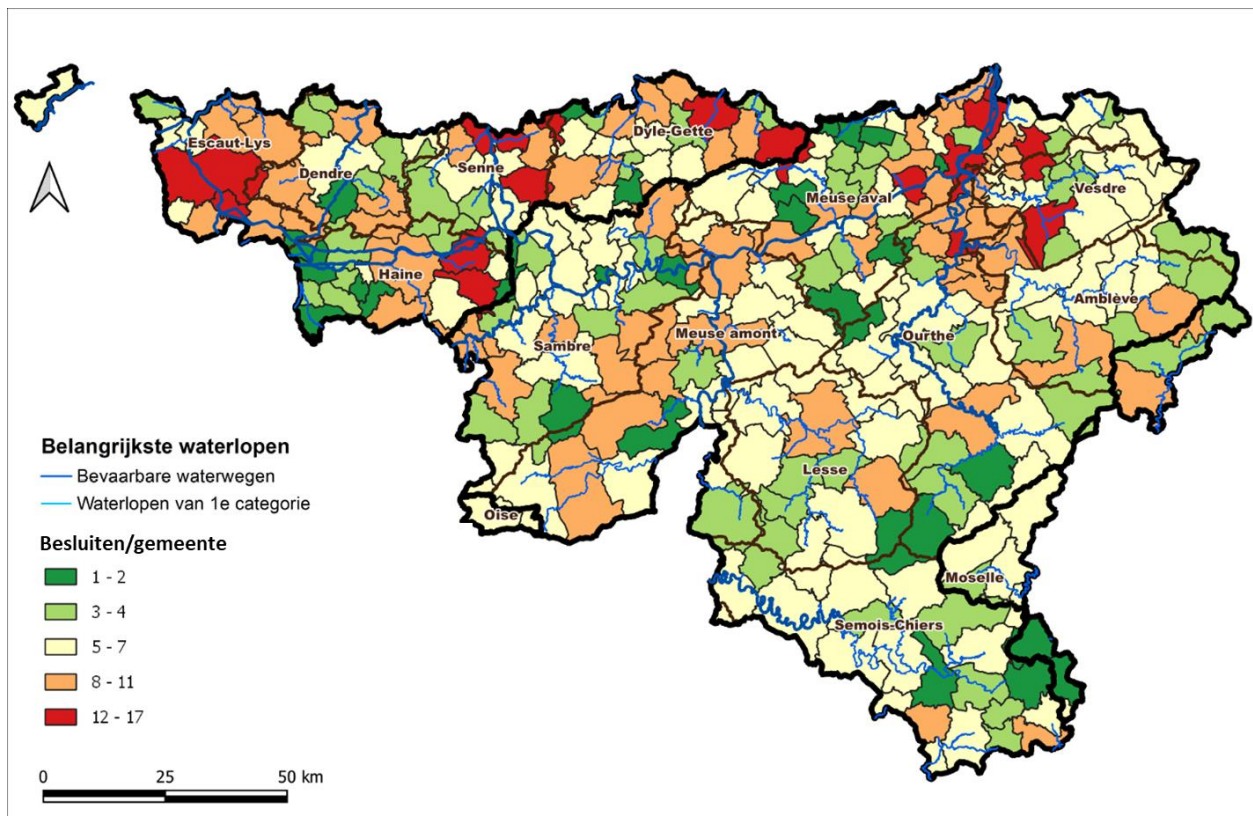 Escaut-Lys
Dendre
Senne
Dyle-Gette
Haine
Meuse aval
Vesdre
Amblève
Sambre
Meuse amont
Ourthe
Lesse
Oise
Moselle
Semois-Chiers
Belangrijkste waterlopen
Bevaarbare waterwegen
Waterlopen van 1e categorie
Besluiten/gemeente
1 - 2
3 - 4
5 - 7
8 - 11
12 - 17
0 25 50 km